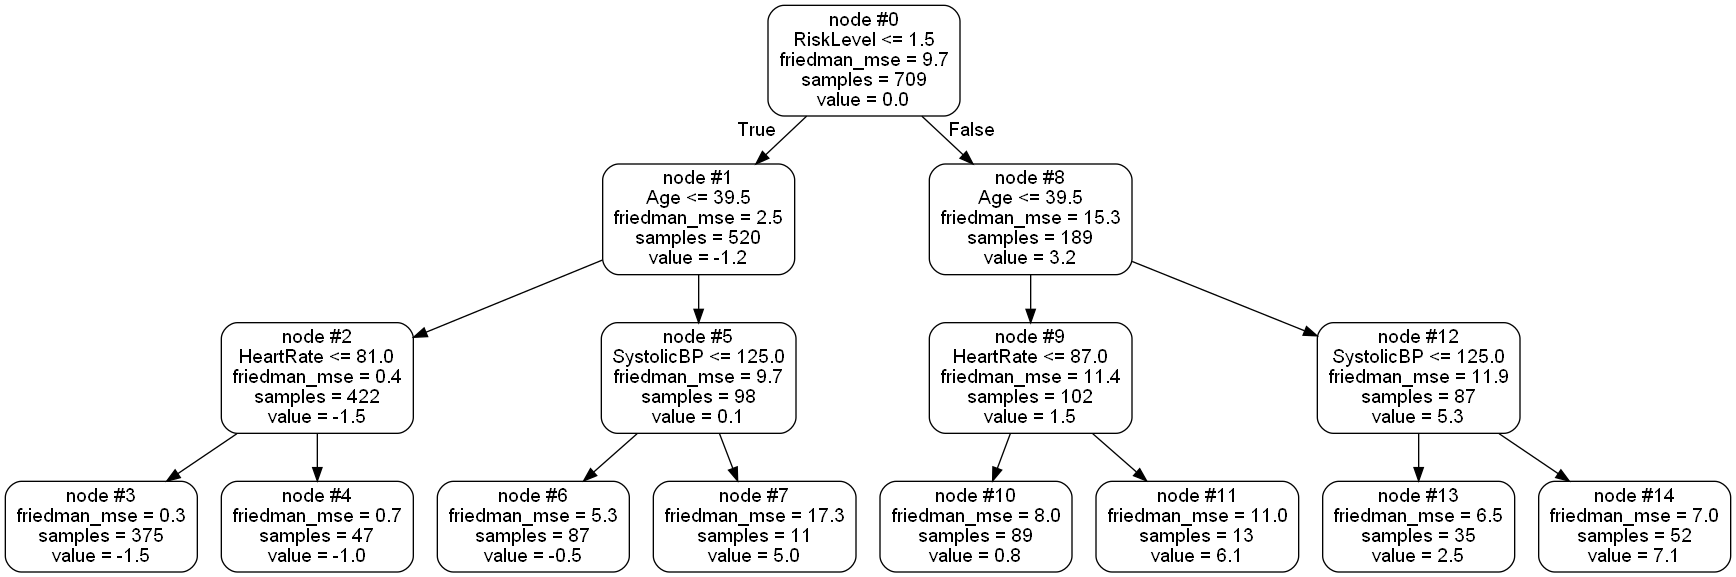 node #0
RiskLevel <= 1.5
friedman_mse = 9.7
samples = 709
value = 0.0
True
False
node #1
Age <= 39.5
friedman_mse = 2.5
samples = 520
value = -1.2
node #8
Age <= 39.5
friedman_mse = 15.3
samples = 189
value = 3.2
node #2
HeartRate <= 81.0
friedman_mse = 0.4
samples = 422
value = -1.5
node #5
SystolicBP <= 125.0
friedman_mse = 9.7
samples = 98
value = 0.1
node #9
HeartRate <= 87.0
friedman_mse = 11.4
samples = 102
value = 1.5
node #12
SystolicBP <= 125.0
friedman_mse = 11.9
samples = 87
value = 5.3
node #3
friedman_mse = 0.3
samples = 375
value = -1.5
node #4
friedman_mse = 0.7
samples = 47
value = -1.0
node #6
friedman_mse = 5.3
samples = 87
value = -0.5
node #7
friedman_mse = 17.3
samples = 11
value = 5.0
node #10
friedman_mse = 8.0
samples = 89
value = 0.8
node #11
friedman_mse = 11.0
samples = 13
value = 6.1
node #13
friedman_mse = 6.5
samples = 35
value = 2.5
node #14
friedman_mse = 7.0
samples = 52
value = 7.1